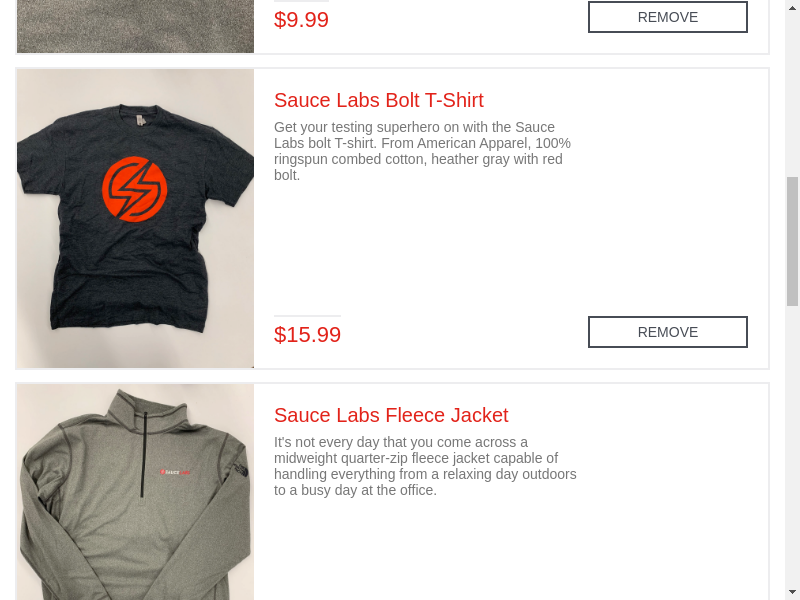 $9.99
REMOVE
Sauce Labs Bolt T-Shirt
Get your testing superhero on with the Sauce
Labs bolt T-shirt. From American Apparel, 100%
ringspun combed cotton, heather gray with red
bolt.
$15.99
REMOVE
Sauce Labs Fleece Jacket
It's not every day that you come across a
midweight quarter-zip fleece jacket capable of
handling everything from a relaxing day outdoors
to a busy day at the office.